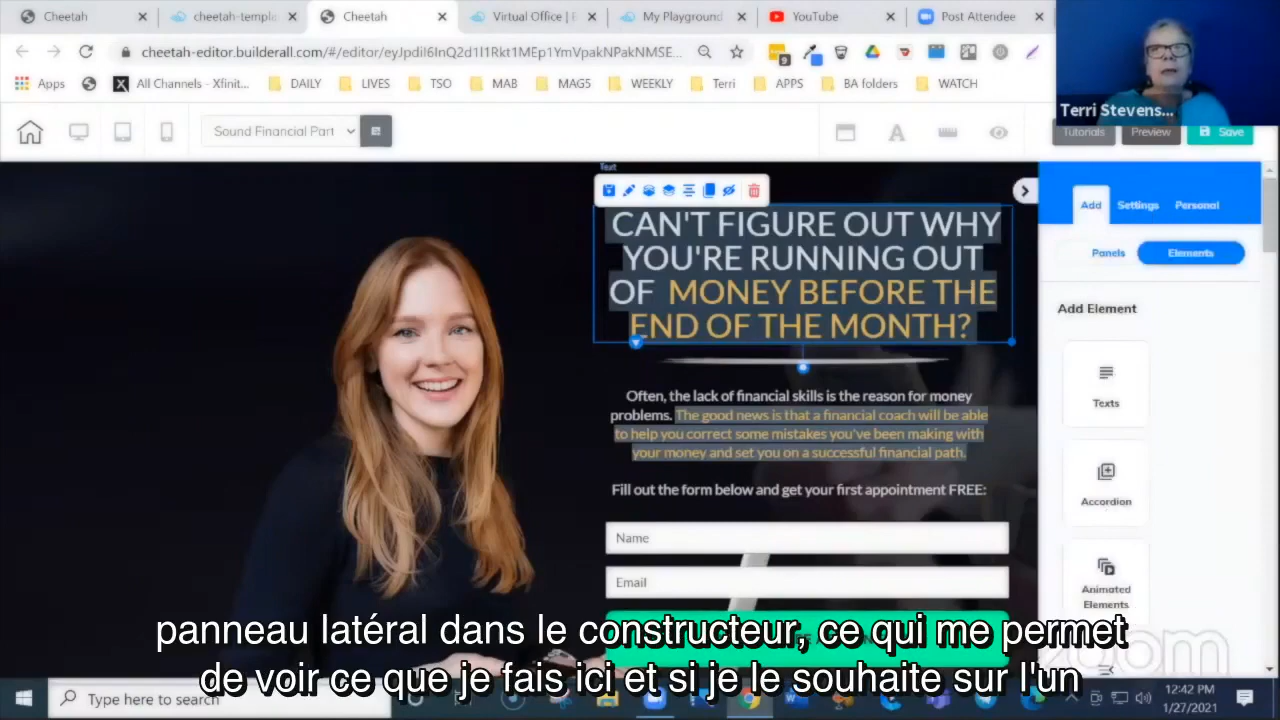 Cheetah
cheetah-templ
Cheetah
Virtual Office | E
My Playground
YouTube
Post Attendee
cheetah-editor.builderall.com/#/editor/eyJpdiI6InQ2d1l1Rkt1MEp1YmVpakNPakNMSE...
9
Apps
All Channels - Xfinit...
DAILY
LIVES
TSO
MAB
MAG5
WEEKLY
Terri
APPS
BA folders
WATCH
Terri Stevens...
Sound Financial Part
Tutorials
Preview
Save
Text
CAN'T FIGURE OUT WHY
YOU'RE RUNNING OUT
OF MONEY BEFORE THE
END OF THE MONTH?
Often, the lack of financial skills is the reason for money
problems. The good news is that a financial coach will be able
to help you correct some mistakes you've been making with
your money and set you on a successful financial path.
Fill out the form below and get your first appointment FREE:
Name
Email
Add
Settings
Personal
Panels
Elements
Add Element
Texts
Accordion
Animated
Elements
zoom
panneau latéral dans le constructeur, ce qui me permet
de voir ce que je fais ici et si je le souhaite sur l'un
Type here to search
12:42 PM
1/27/2021